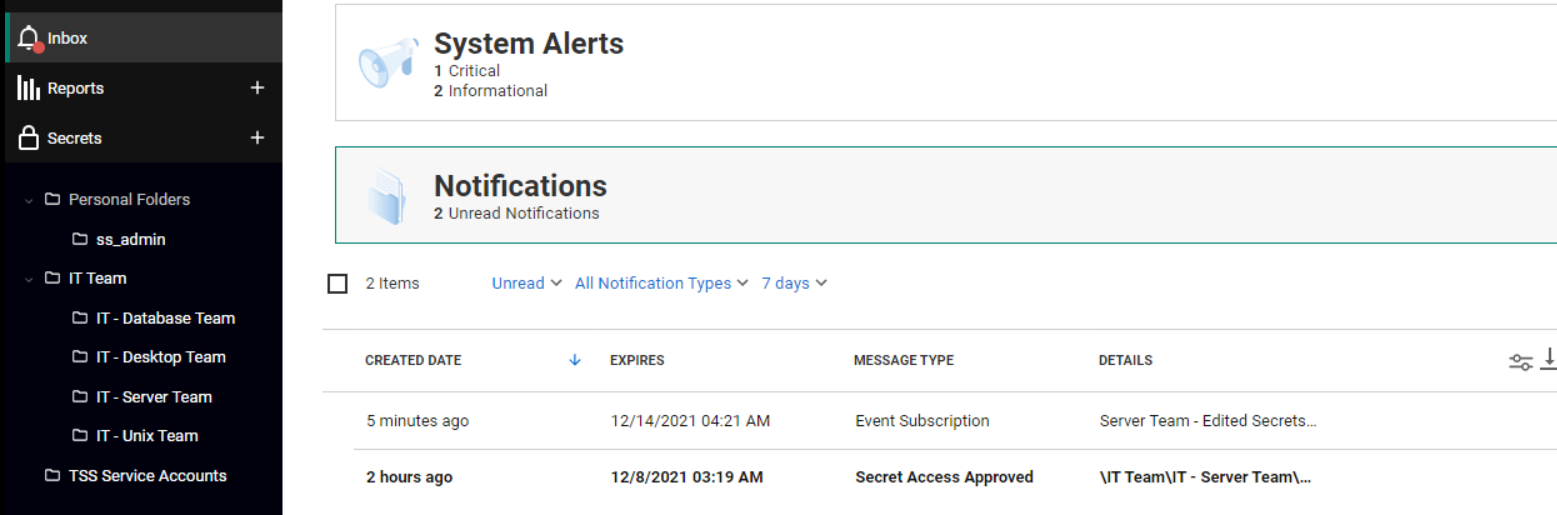 Inbox
Reports
Secrets
Personal Folders
ss_admin
IT Team
IT - Database Team
IT - Desktop Team
IT - Server Team
IT - Unix Team
TSS Service Accounts
System Alerts
1 Critical
2 Informational
Notifications
2 Unread Notifications
2 Items Unread All Notification Types 7 days
CREATED DATE EXPIRES MESSAGE TYPE DETAILS
5 minutes ago 12/14/2021 04:21 AM Event Subscription Server Team - Edited Secrets...
2 hours ago 12/8/2021 03:19 AM Secret Access Approved \IT Team\IT - Server Team\...